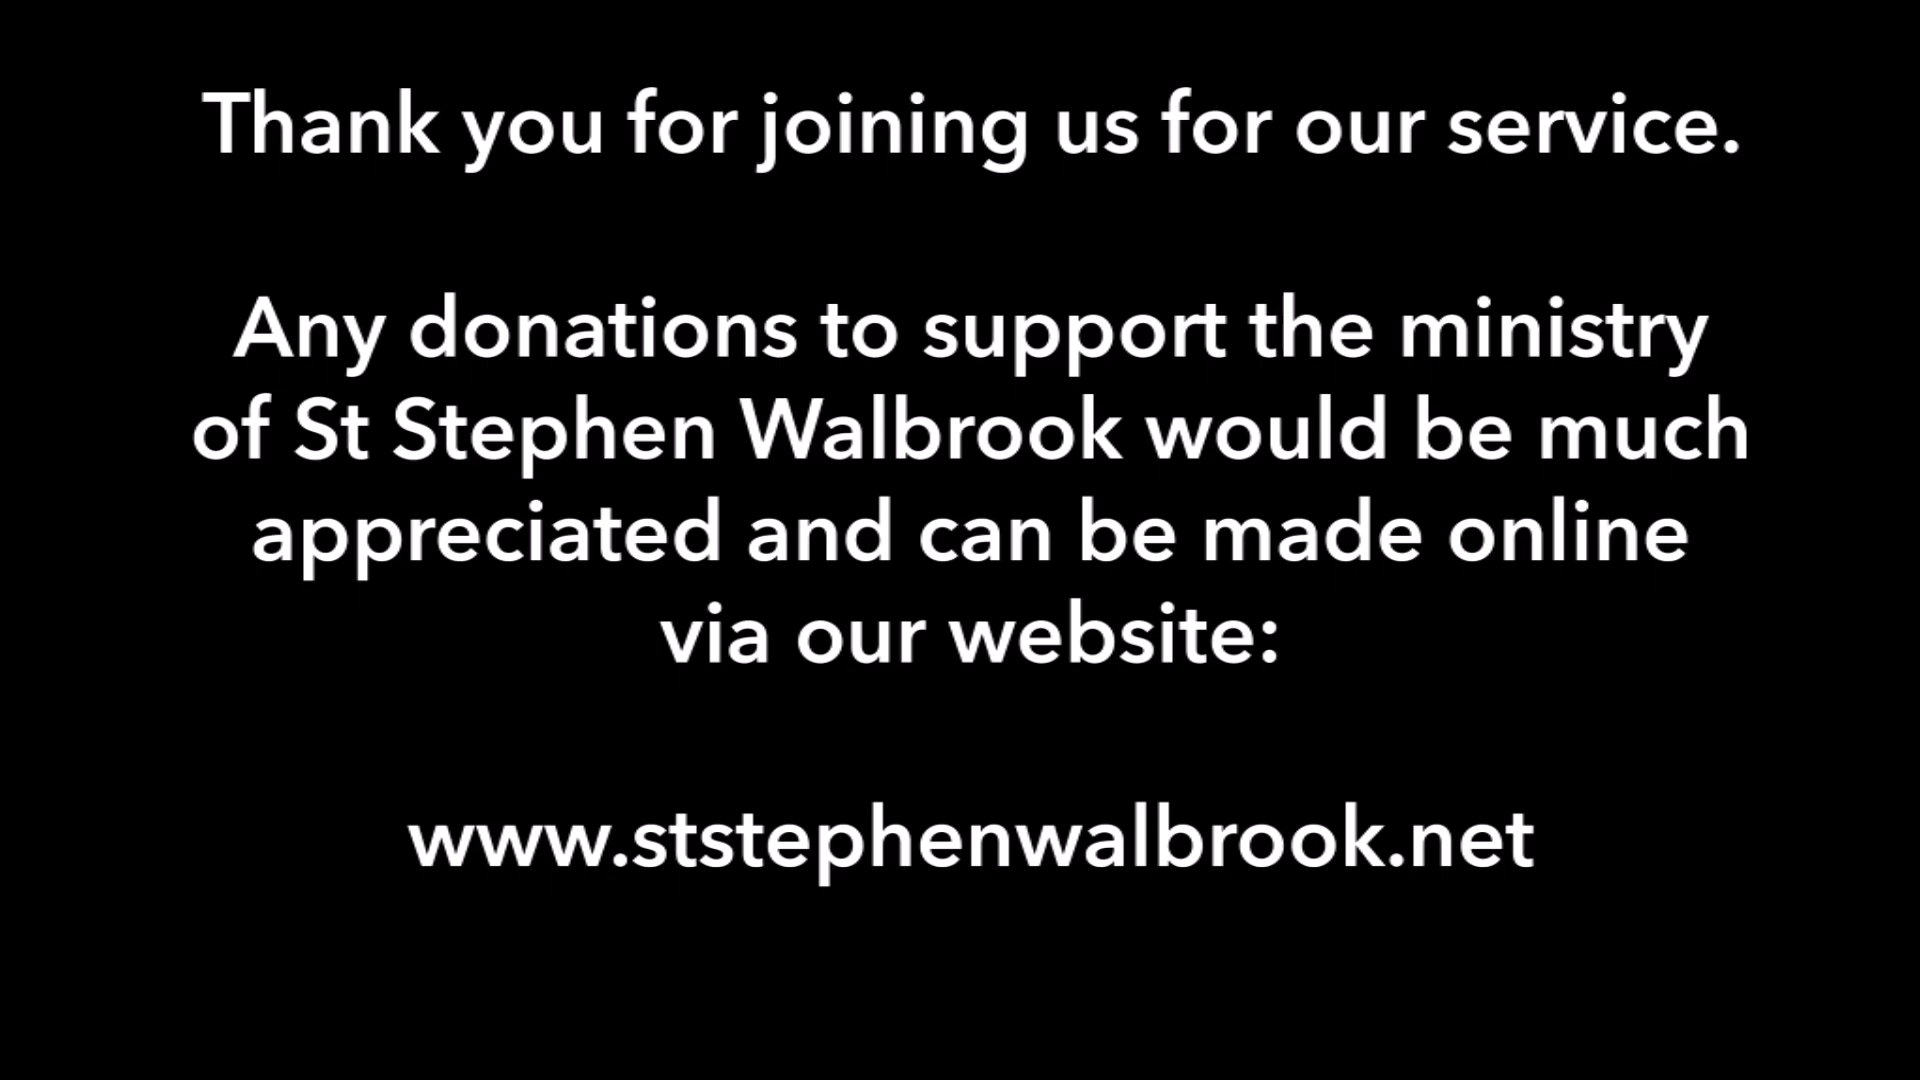 Thank you for joining us for our service.
Any donations to support the ministry
of St Stephen Walbrook would be much
appreciated and can be made online
via our website:
www.ststephenwalbrook.net